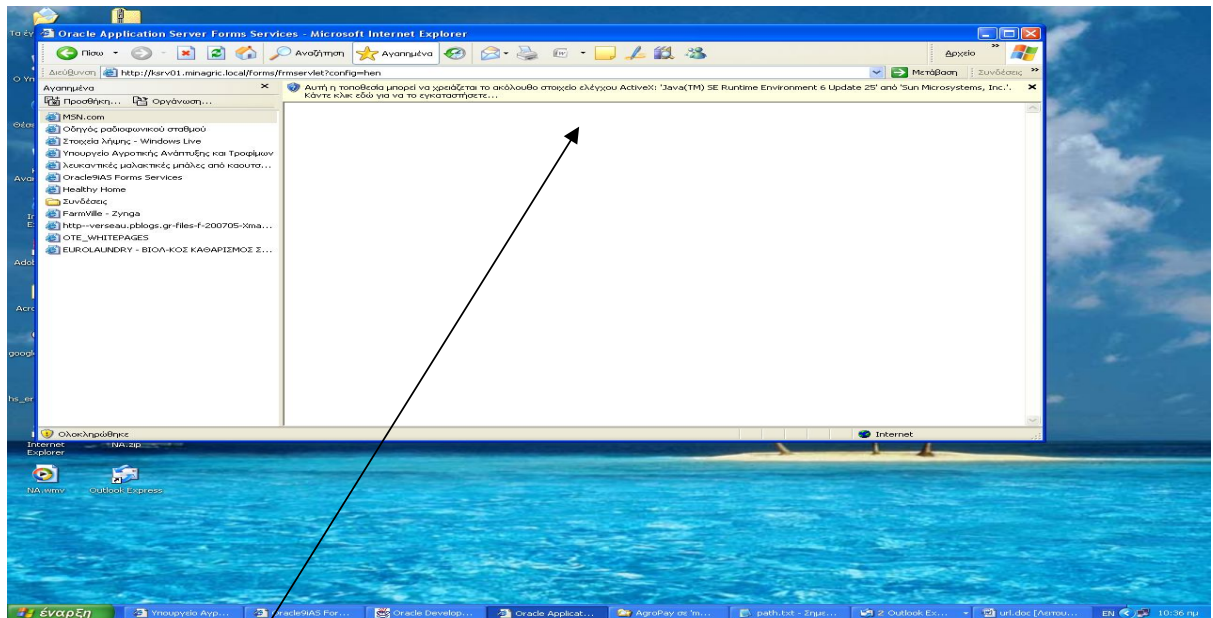 Oracle Application Server Forms Services - Microsoft Internet Explorer
Πίσω Αναζήτηση Αγαπημένα Αρχείο »
Διεύθυνση http://ksrv01.minagric.local/forms/frmservlet?config=hen Μετάβαση Συνδέσεις »
Αγαπημένα
Προσθήκη... Οργάνωση...
Αυτή η τοποθεσία μπορεί να χρειάζεται το ακόλουθο στοιχείο ελέγχου ActiveX: 'Java(TM) SE Runtime Environment 6 Update 25' από 'Sun Microsystems, Inc.'.
Κάντε κλικ εδώ για να το εγκαταστήσετε...
MSN.com
Οδηγός ραδιοφωνικού σταθμού
Στοιχεία λήψης - Windows Live
Υπουργείο Αγροτικής Ανάπτυξης και Τροφίμων
λευκαντικές μαλακτικές μπάλες από καουτσ...
Oracle9iAS Forms Services
Healthy Home
Συνδέσεις
FarmVille - Zynga
http--verseau.pblogs.gr-files-f-200705-Xma...
OTE_WHITEPAGES
EUROLAUNDRY - ΒΙΟΛ-ΚΟΣ ΚΑΘΑΡΙΣΜΟΣ Σ...
Ολοκληρώθηκε Internet
Internet Explorer
NA.zip
NA.wmv
Outlook Express
έναρξη Υπουργείο Αγρ... Oracle9iAS For... Oracle Develop... Oracle Applicat... AgroPay σε 'm... path.txt - Σημε... 2 Outlook Ex... url.doc [Λειτου... EN 10:36 πμ